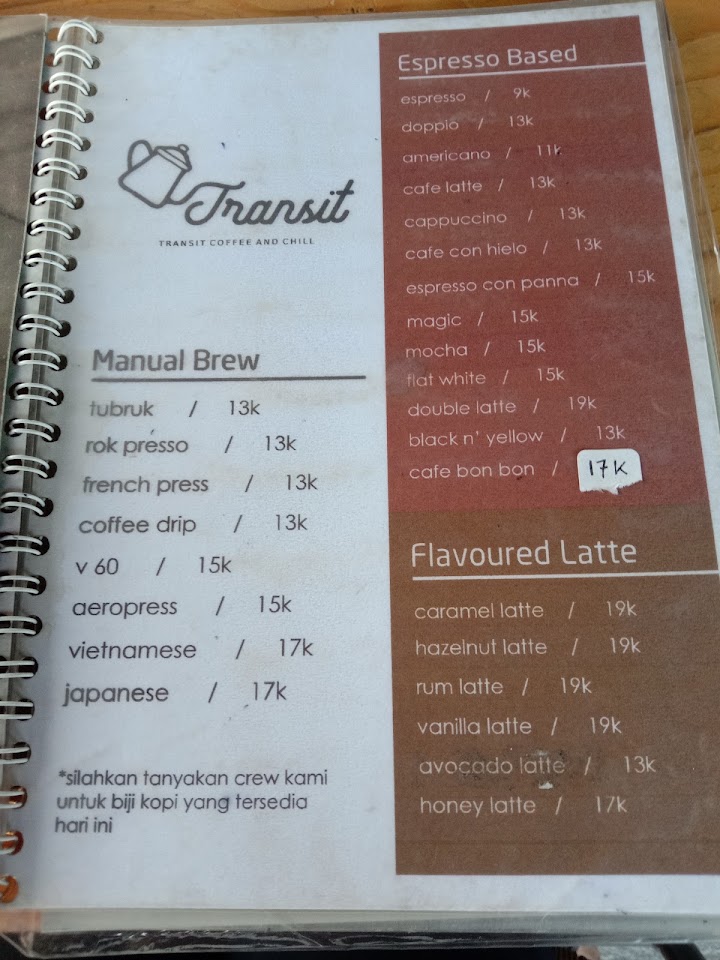 Transit
TRANSIT COFFEE AND CHILL
Manual Brew
tubruk / 13k
rok presso / 13k
french press / 13k
coffee drip / 13k
v 60 / 15k
aeropress / 15k
vietnamese / 17k
japanese / 17k
*silahkan tanyakan crew kami
untuk biji kopi yang tersedia
hari ini
Espresso Based
espresso / 9k
doppio / 13k
americano / 11k
cafe latte / 13k
cappuccino / 13k
cafe con hielo / 13k
espresso con panna / 15k
magic / 15k
mocha / 15k
flat white / 15k
double latte / 19k
black n' yellow / 13k
cafe bon bon / 17K
Flavoured Latte
caramel latte / 19k
hazelnut latte / 19k
rum latte / 19k
vanilla latte / 19k
avocado latte / 13k
honey latte / 17k